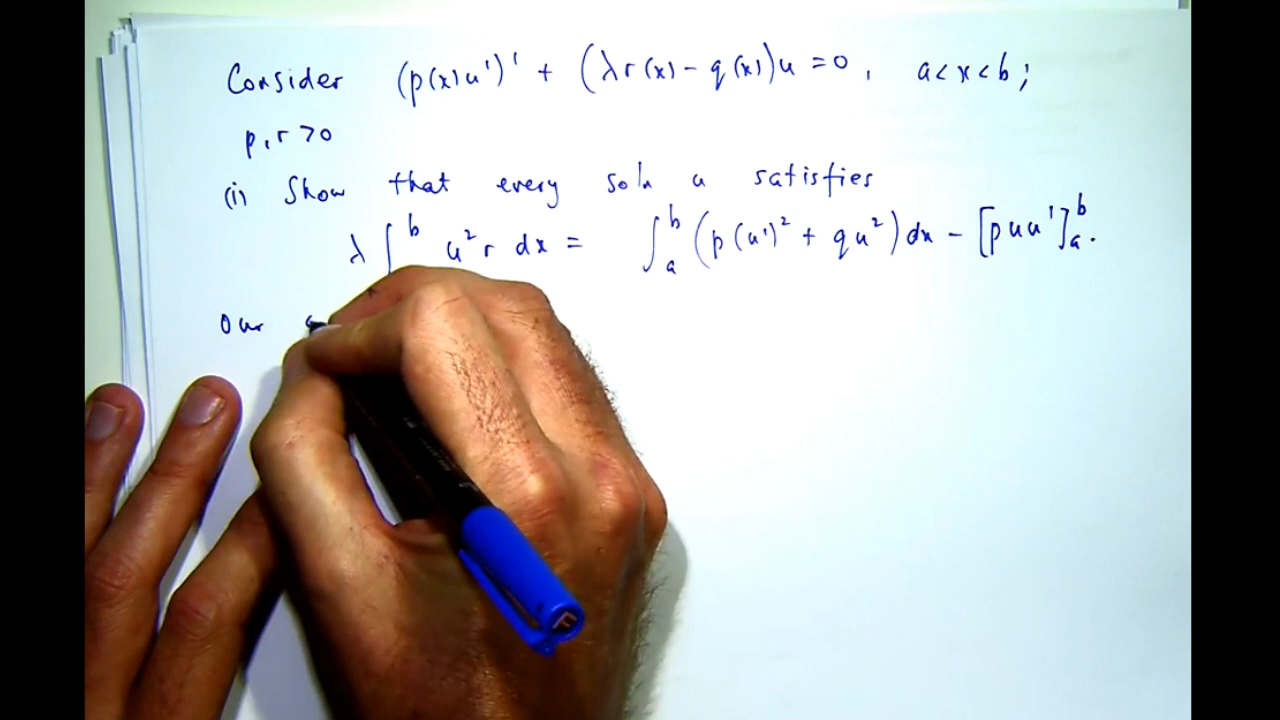 Consider (p(x)u')' + (λr(x) - q(x))u = 0, a<x<b;
p, r > 0
(i) Show that every soln u satisfies
λ∫ᵇ u²r dx = ∫ₐᵇ (p(u')² + qu²) dx - [puu']ₐᵇ.
Our
F